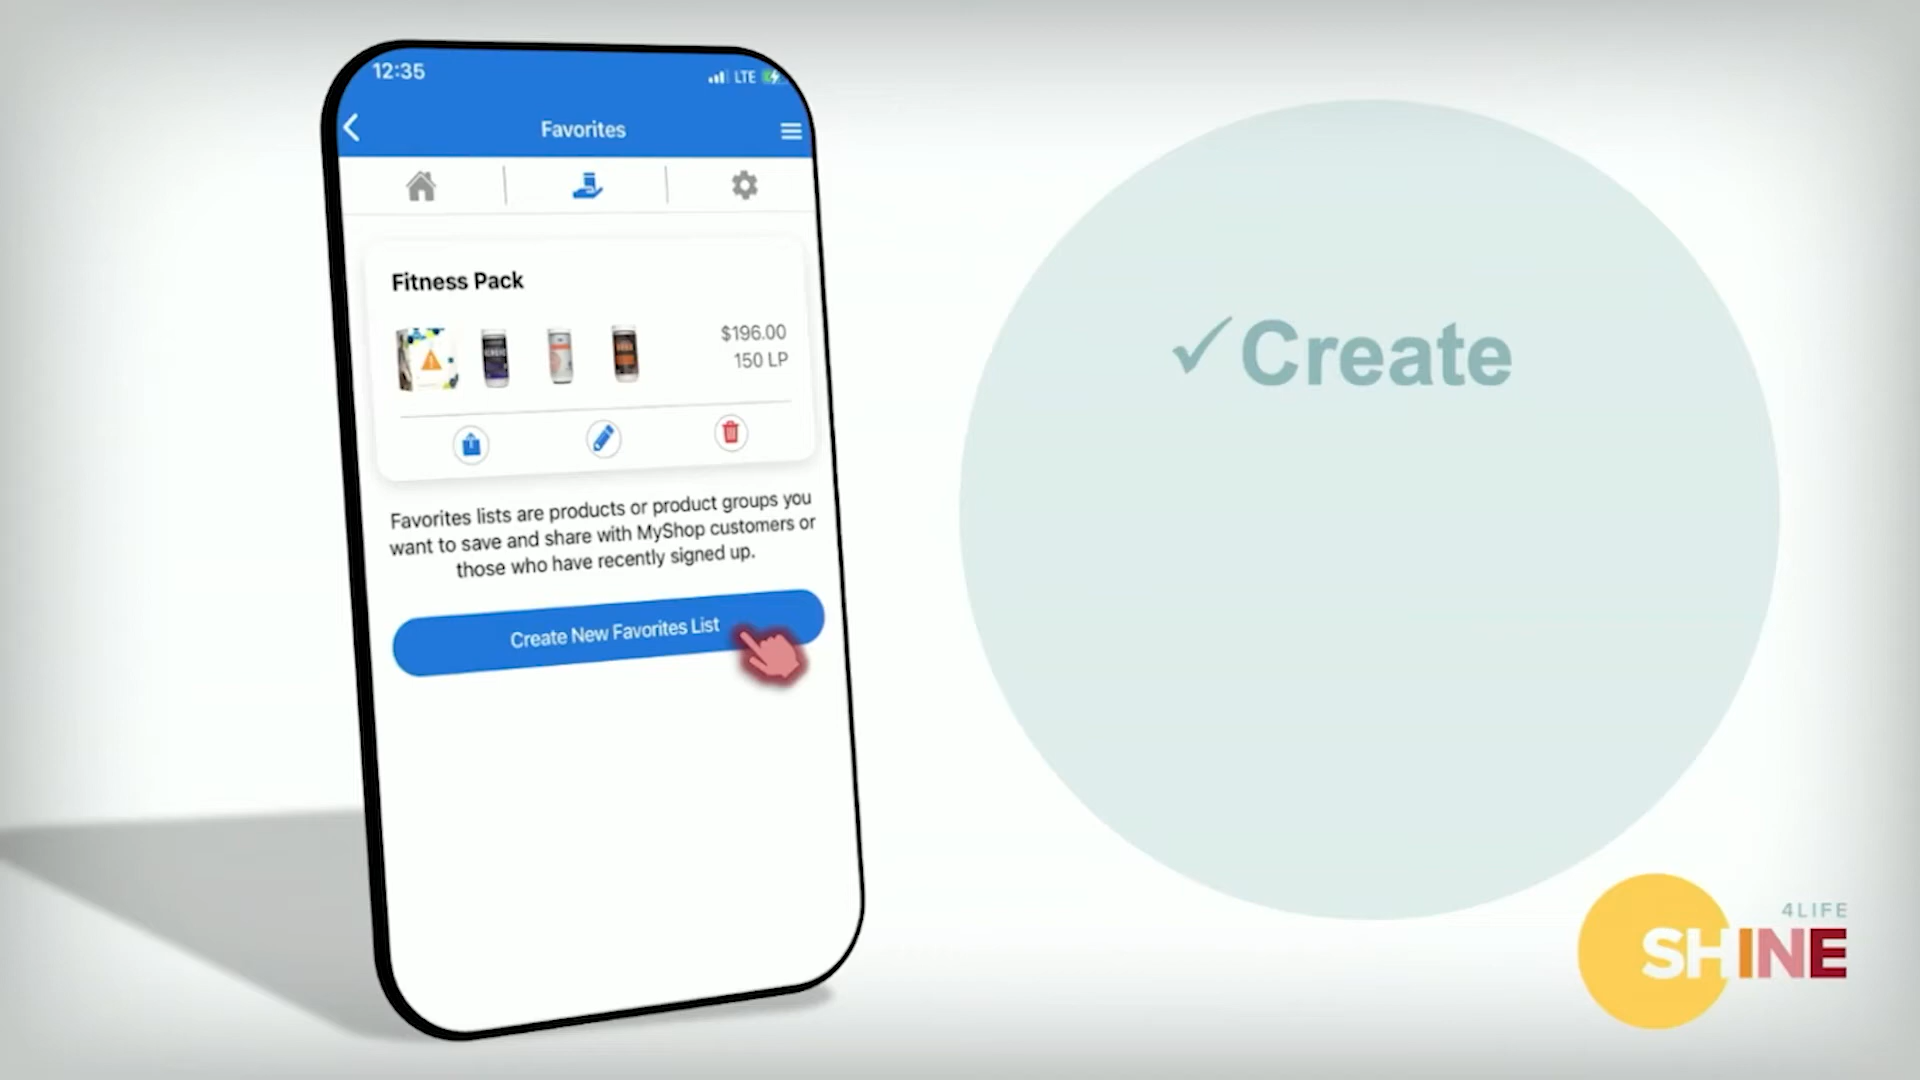 12:35
LTE
Favorites
Fitness Pack
$196.00
150 LP
Favorites lists are products or product groups you
want to save and share with MyShop customers or
those who have recently signed up.
Create New Favorites List
✓Create
4LIFE
SHINE